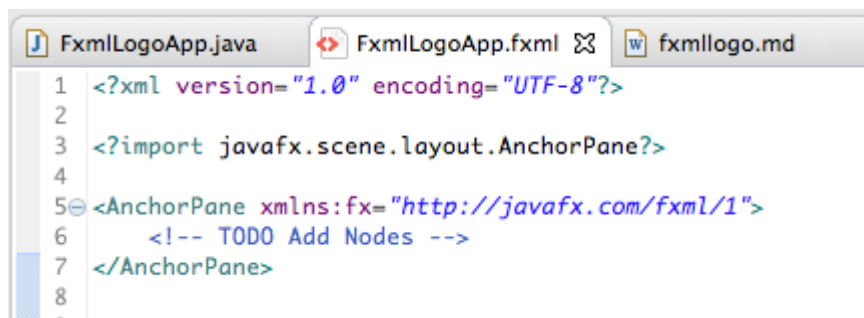 FxmlLogoApp.java FxmlLogoApp.fxml fxmllogo.md
1 <?xml version="1.0" encoding="UTF-8"?>
2
3 <?import javafx.scene.layout.AnchorPane?>
4
5 <AnchorPane xmlns:fx="http://javafx.com/fxml/1">
6 <!-- TODO Add Nodes -->
7 </AnchorPane>
8